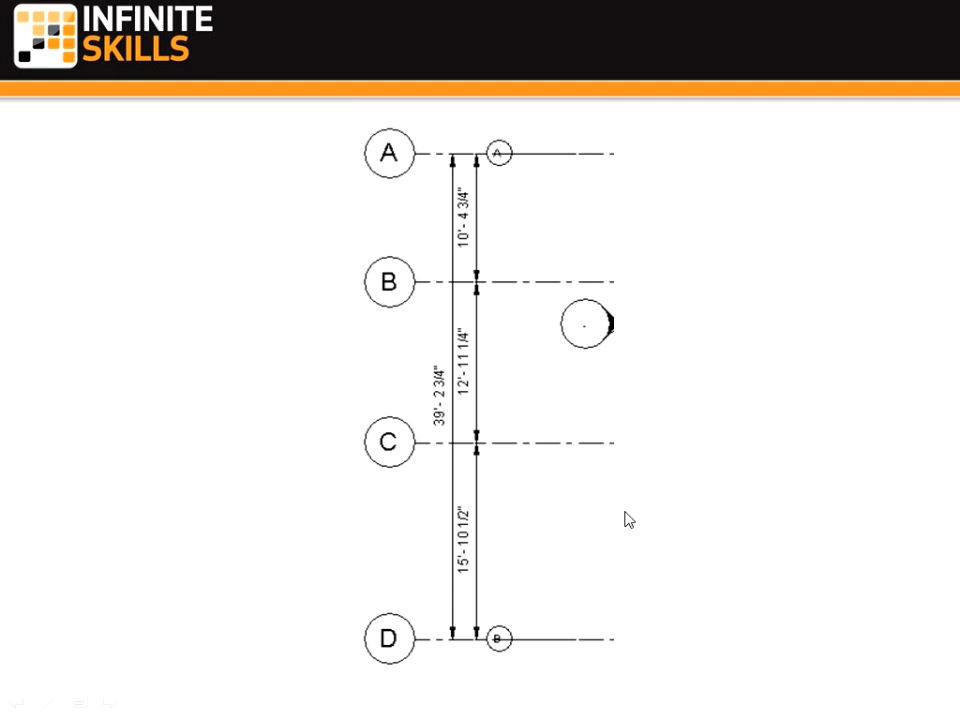 INFINITE
SKILLS
A
A
10'- 4 3/4"
B
12'- 11 1/4"
39'- 2 3/4"
C
15'- 10 1/2"
D
B